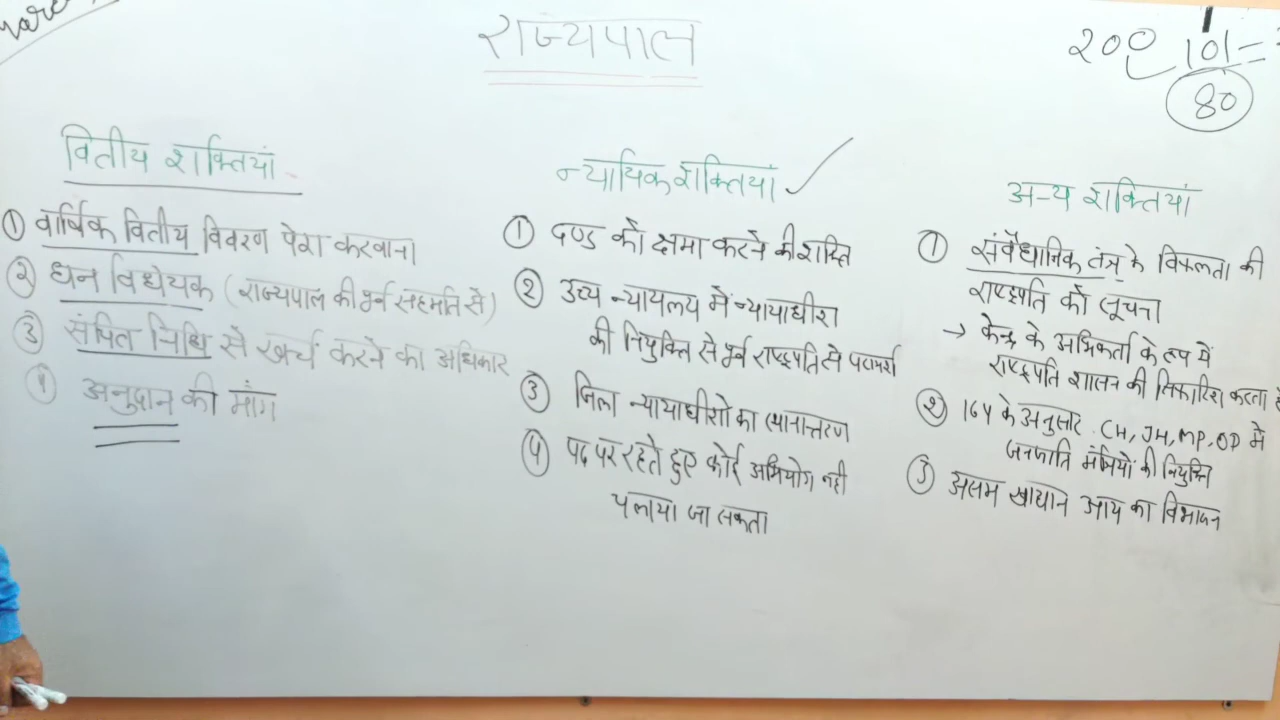 राज्यपाल
200 101 =
80
वित्तीय शक्तियां
① वार्षिक वित्तीय विवरण पेश करवाना
② धन विधेयक (राज्यपाल की पूर्व सहमति से)
③ संचित निधि से खर्च करने का अधिकार
④ अनुदान की मांग
न्यायिक शक्तियां
① दण्ड को क्षमा करने की शक्ति
② उच्च न्यायलय में न्यायाधीश
की नियुक्ति से पूर्व राष्ट्रपति से परामर्श
③ जिला न्यायाधीशो का स्थानान्तरण
④ पद पर रहते हुए कोई अभियोग नही
चलाया जा सकता
अन्य शक्तियां
① संवैधानिक तंत्र के विफलता की
राष्ट्रपति को सूचना
→ केन्द्र के अभिकर्ता के रूप में
राष्ट्रपति शासन की सिफारिश करता
② 164 के अनुसार CH, JH, MP, OD में
जनजाति मंत्रियों की नियुक्ति
③ असम खाद्यान आय का विभाजन